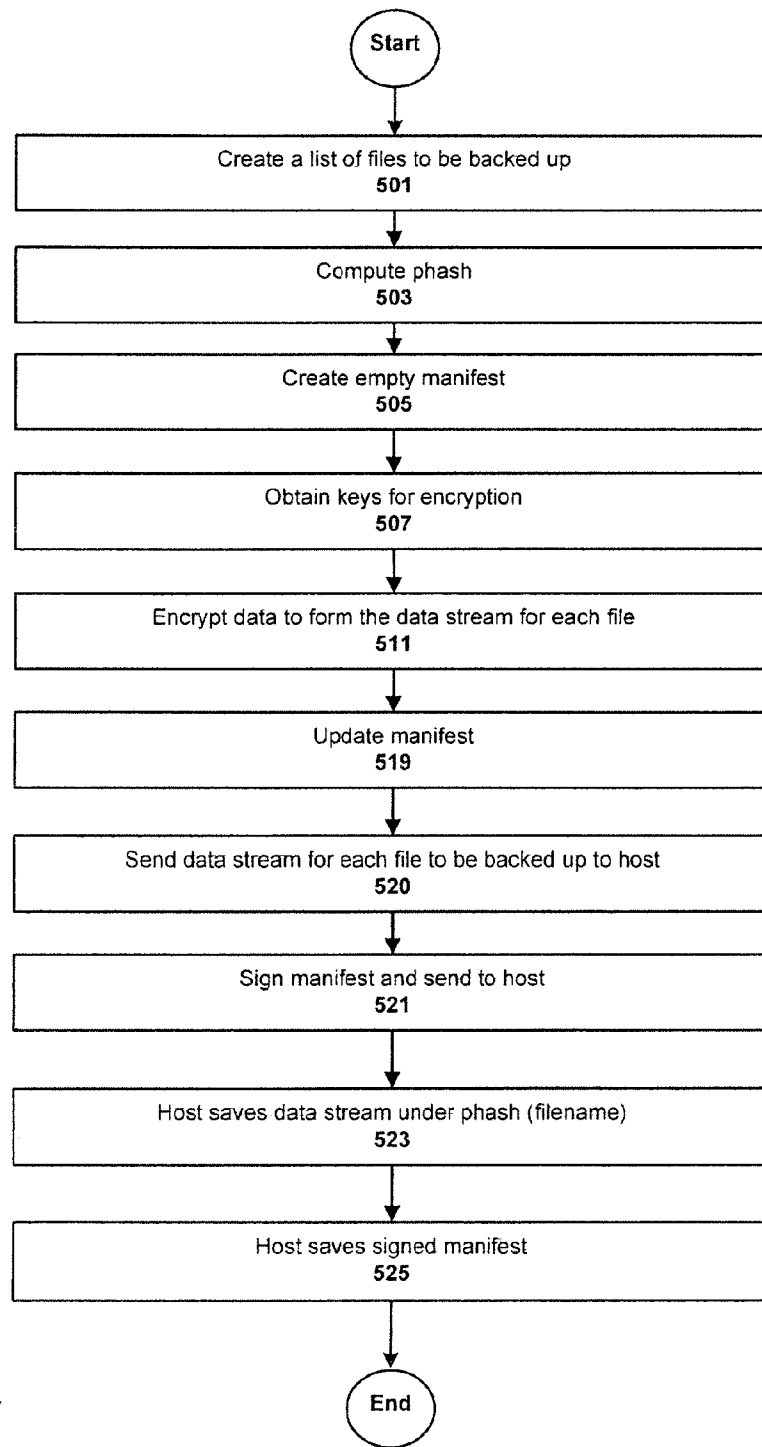 Start
Create a list of files to be backed up
501
Compute phash
503
Create empty manifest
505
Obtain keys for encryption
507
Encrypt data to form the data stream for each file
511
Update manifest
519
Send data stream for each file to be backed up to host
520
Sign manifest and send to host
521
Host saves data stream under phash (filename)
523
Host saves signed manifest
525
End